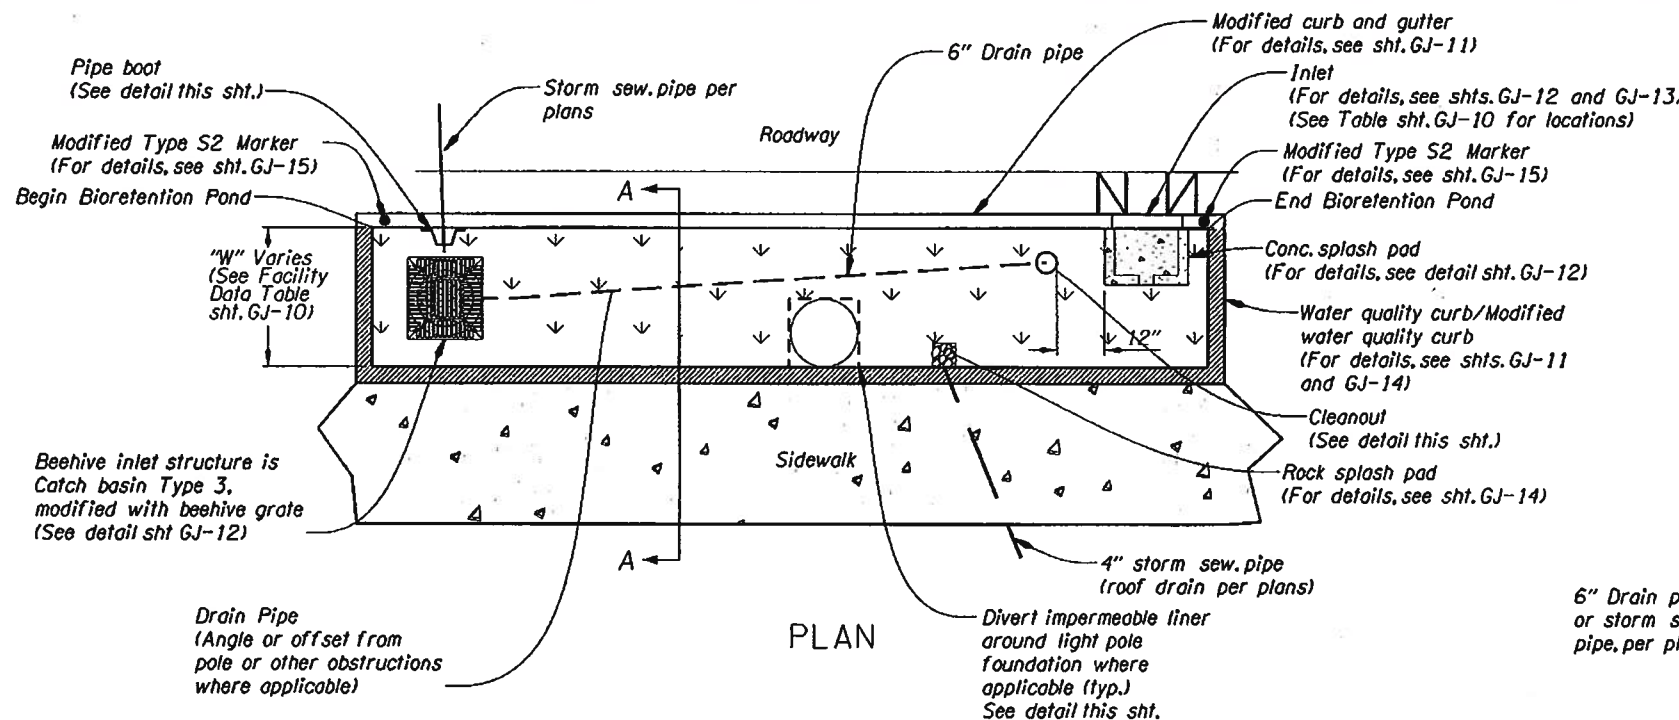 Modified curb and gutter
(For details, see sht. GJ-11)
6" Drain pipe
Inlet
(For details, see shts. GJ-12 and GJ-13)
(See Table sht. GJ-10 for locations)
Pipe boot
(See detail this sht.)
Storm sew. pipe per
plans
Roadway
Modified Type S2 Marker
(For details, see sht. GJ-15)
Modified Type S2 Marker
(For details, see sht. GJ-15)
Begin Bioretention Pond
A
End Bioretention Pond
"W" Varies
(See Facility
Data Table
sht. GJ-10)
Conc. splash pad
(For details, see detail sht. GJ-12)
Water quality curb/Modified
water quality curb
(For details, see shts. GJ-11
and GJ-14)
12"
Cleanout
(See detail this sht.)
Sidewalk
Rock splash pad
(For details, see sht. GJ-14)
Beehive inlet structure is
Catch basin Type 3,
modified with beehive grate
(See detail sht GJ-12)
A
4" storm sew. pipe
(roof drain per plans)
Drain Pipe
(Angle or offset from
pole or other obstructions
where applicable)
PLAN
Divert impermeable liner
around light pole
foundation where
applicable (typ.)
See detail this sht.
6" Drain p
or storm s
pipe, per pl